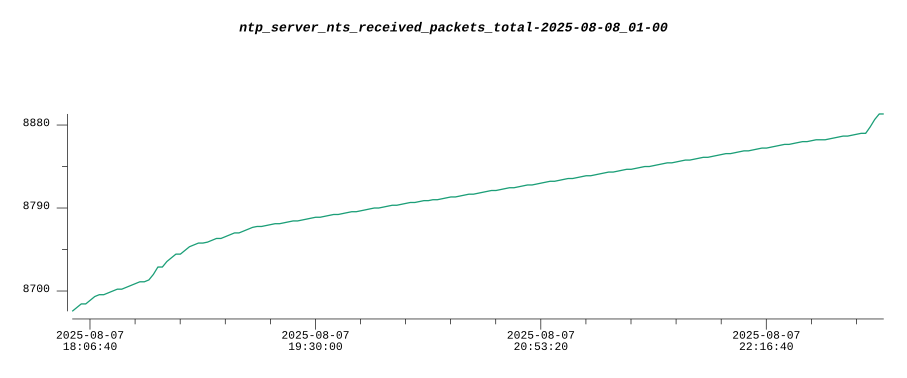 ntp_server_nts_received_packets_total-2025-08-08_01-00
8880
8790
8700
2025-08-07 2025-08-07 2025-08-07 2025-08-07
18:06:40 19:30:00 20:53:20 22:16:40